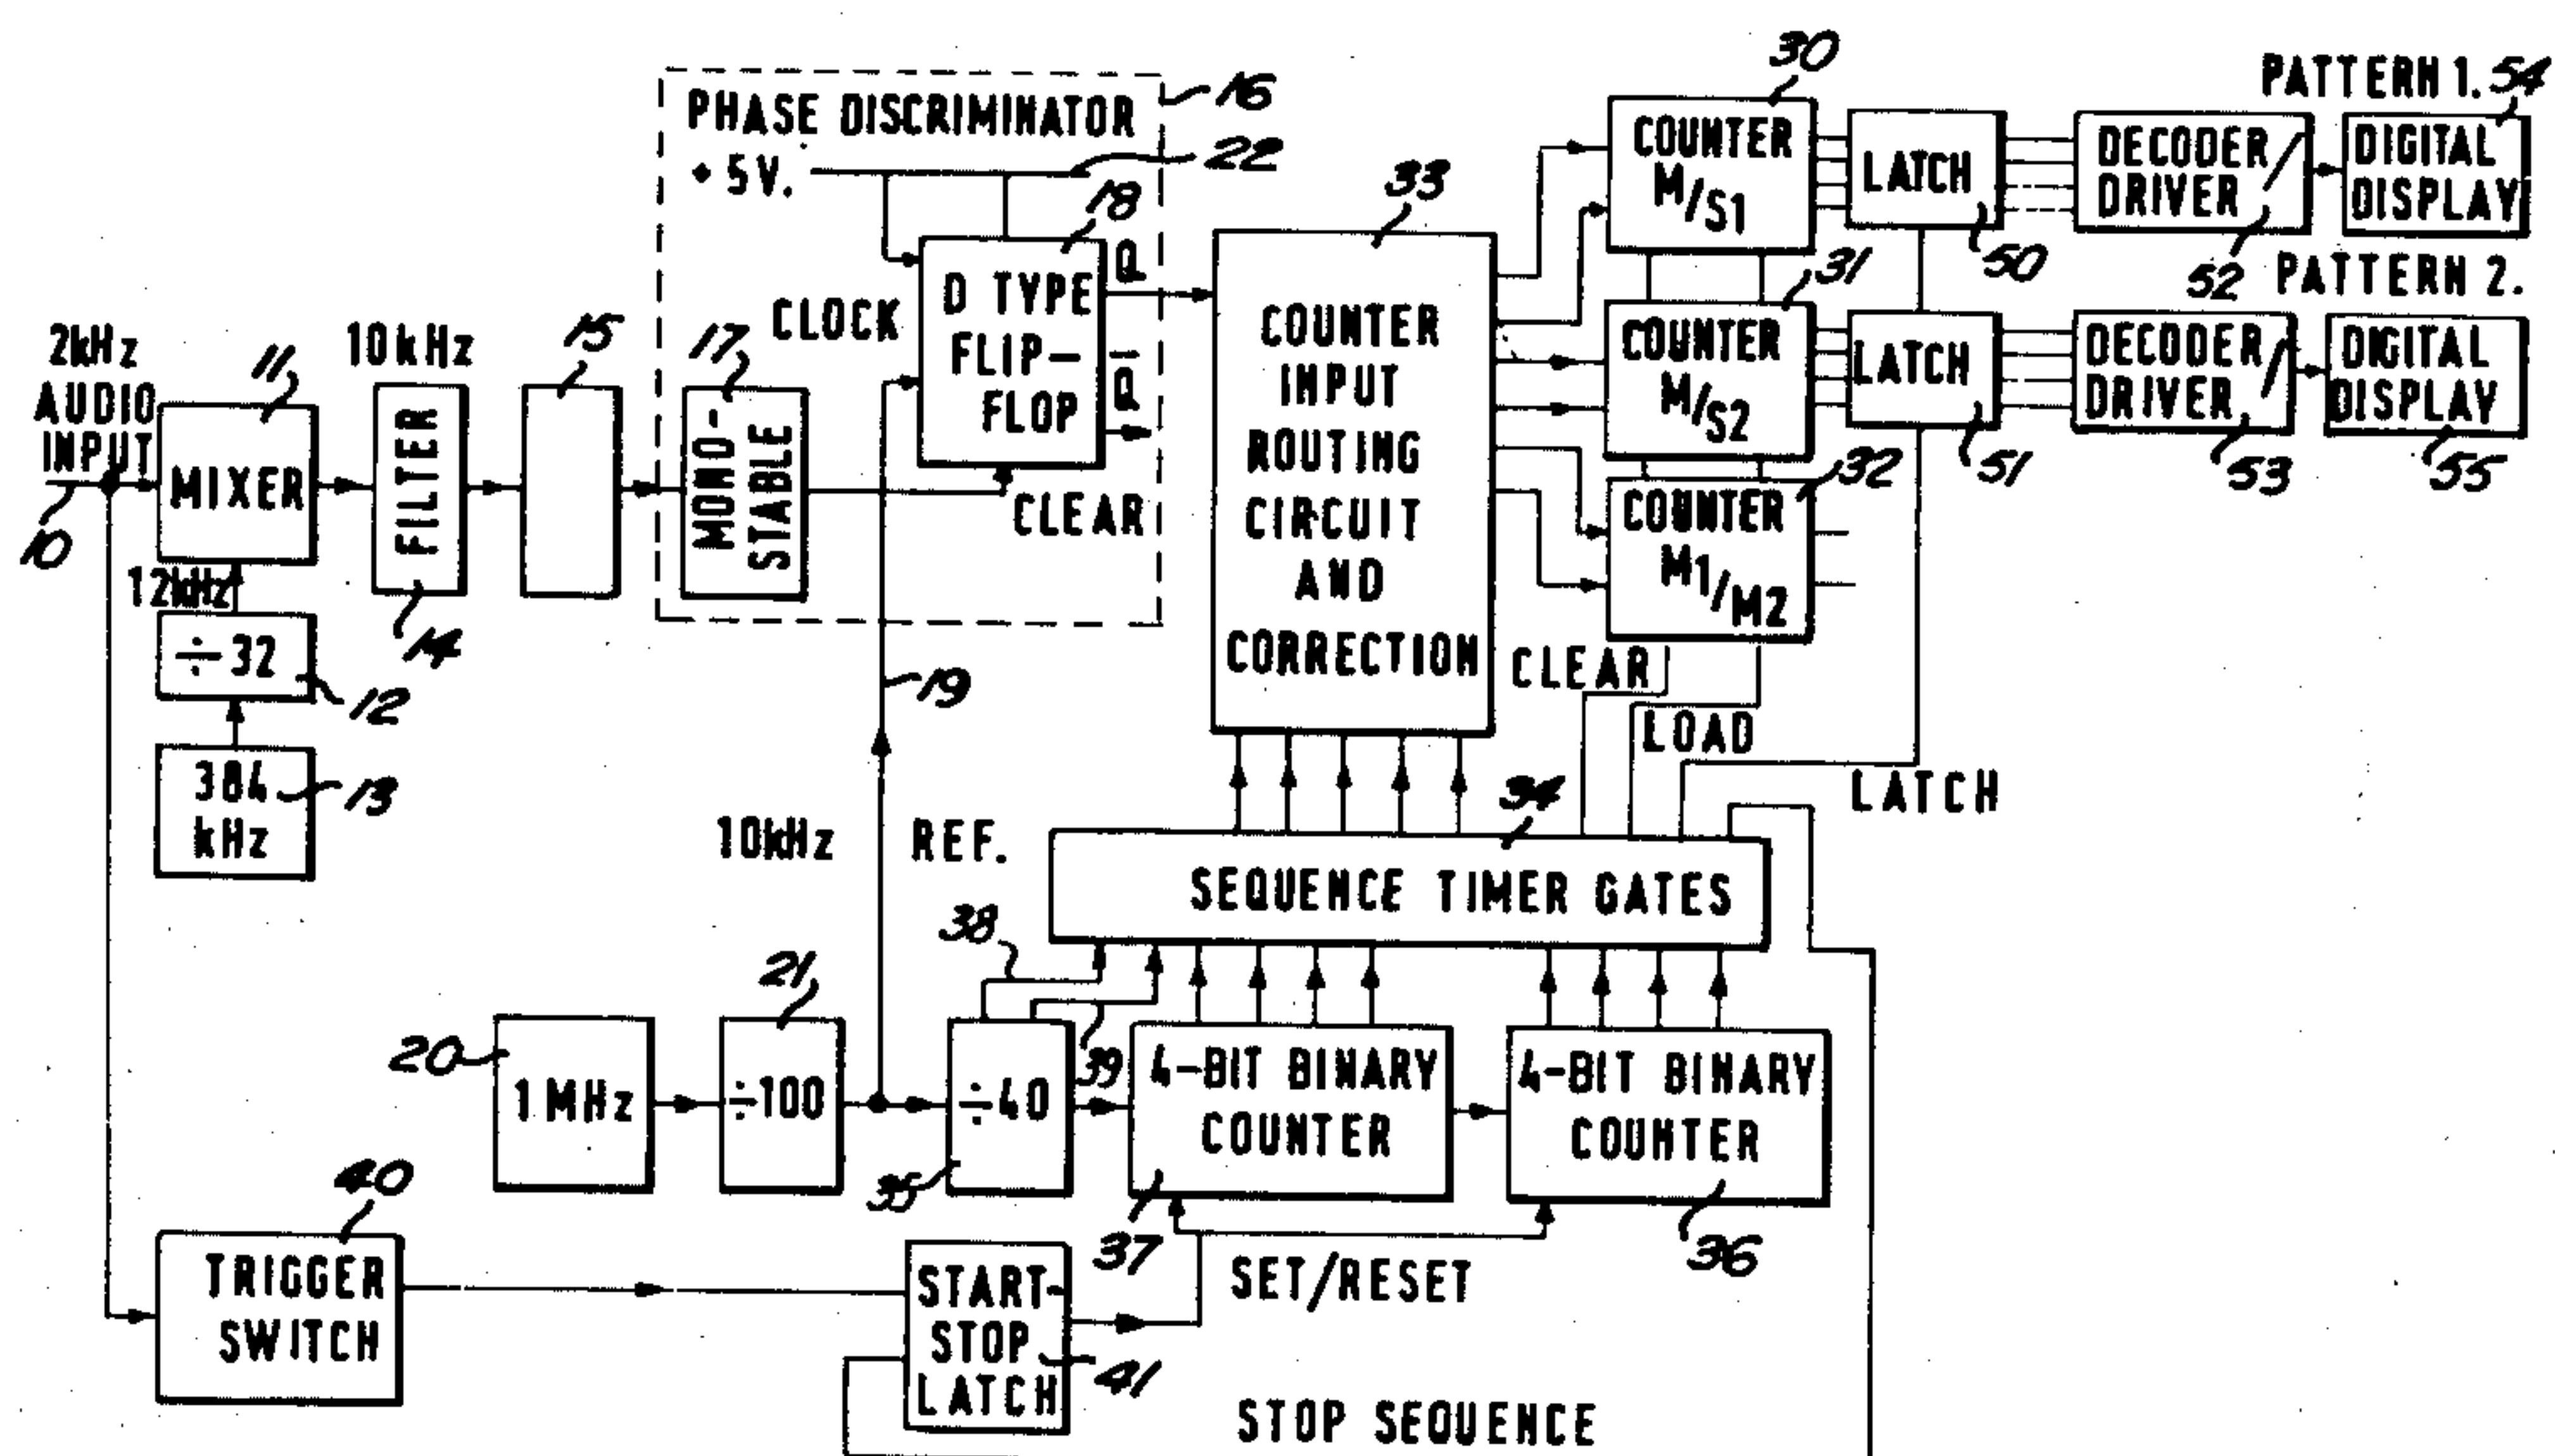 30
PATTERN 1. 54
COUNTER
M/S1
LATCH
50
DECODER/
DRIVER
52
DIGITAL
DISPLAY
PATTERN 2.
31
COUNTER
M/S2
LATCH
51
DECODER/
DRIVER
53
DIGITAL
DISPLAY
55
32
COUNTER
M1/M2
PHASE DISCRIMINATOR
16
+ 5V.
22
18
Q
D TYPE
FLIP-
FLOP
Q̅
CLOCK
CLEAR
17
MONO-
STABLE
33
COUNTER
INPUT
ROUTING
CIRCUIT
AND
CORRECTION
2kHz
AUDIO
INPUT
10
11
MIXER
10kHz
FILTER
14
15
12kHz
÷32
12
384
kHz
13
19
10kHz REF.
CLEAR
LOAD
LATCH
34
SEQUENCE TIMER GATES
38
39
20
1MHz
21
÷100
÷40
35
4-BIT BINARY
COUNTER
37
4-BIT BINARY
COUNTER
36
SET/RESET
40
TRIGGER
SWITCH
START-
STOP
LATCH
41
STOP SEQUENCE